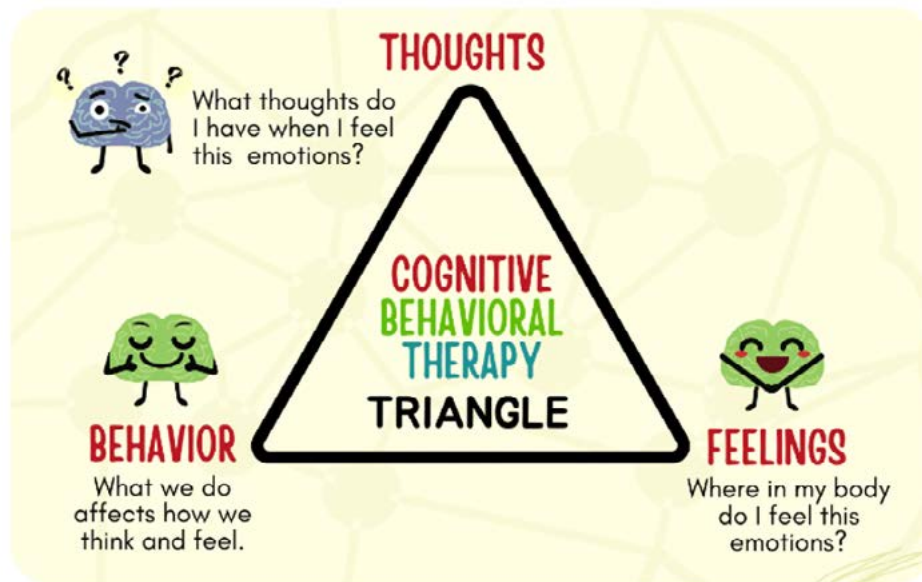 THOUGHTS
? ? ?
What thoughts do
I have when I feel
this emotions?
COGNITIVE
BEHAVIORAL
THERAPY
TRIANGLE
BEHAVIOR
What we do
affects how we
think and feel.
FEELINGS
Where in my body
do I feel this
emotions?